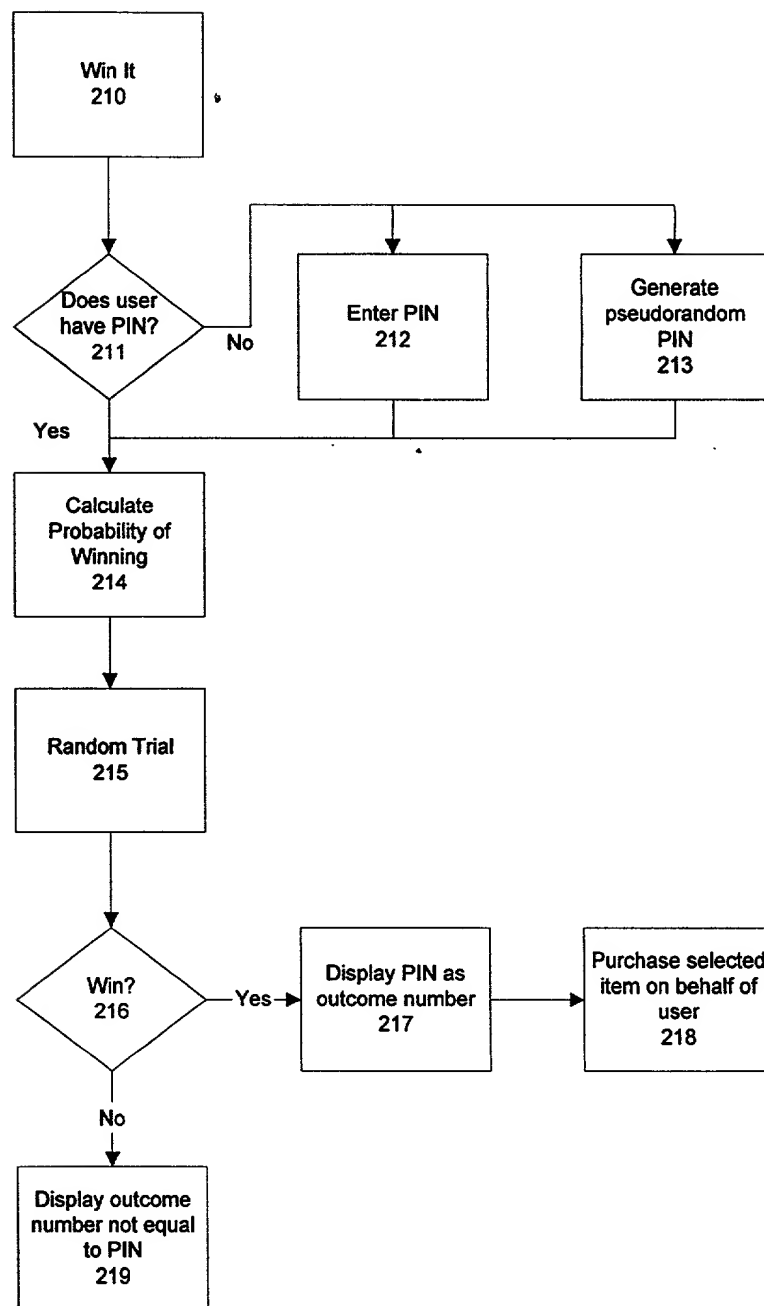 Win It
210
Does user
have PIN?
211
No
Enter PIN
212
Generate
pseudorandom
PIN
213
Yes
Calculate
Probability of
Winning
214
Random Trial
215
Win?
216
Yes
Display PIN as
outcome number
217
Purchase selected
item on behalf of
user
218
No
Display outcome
number not equal
to PIN
219